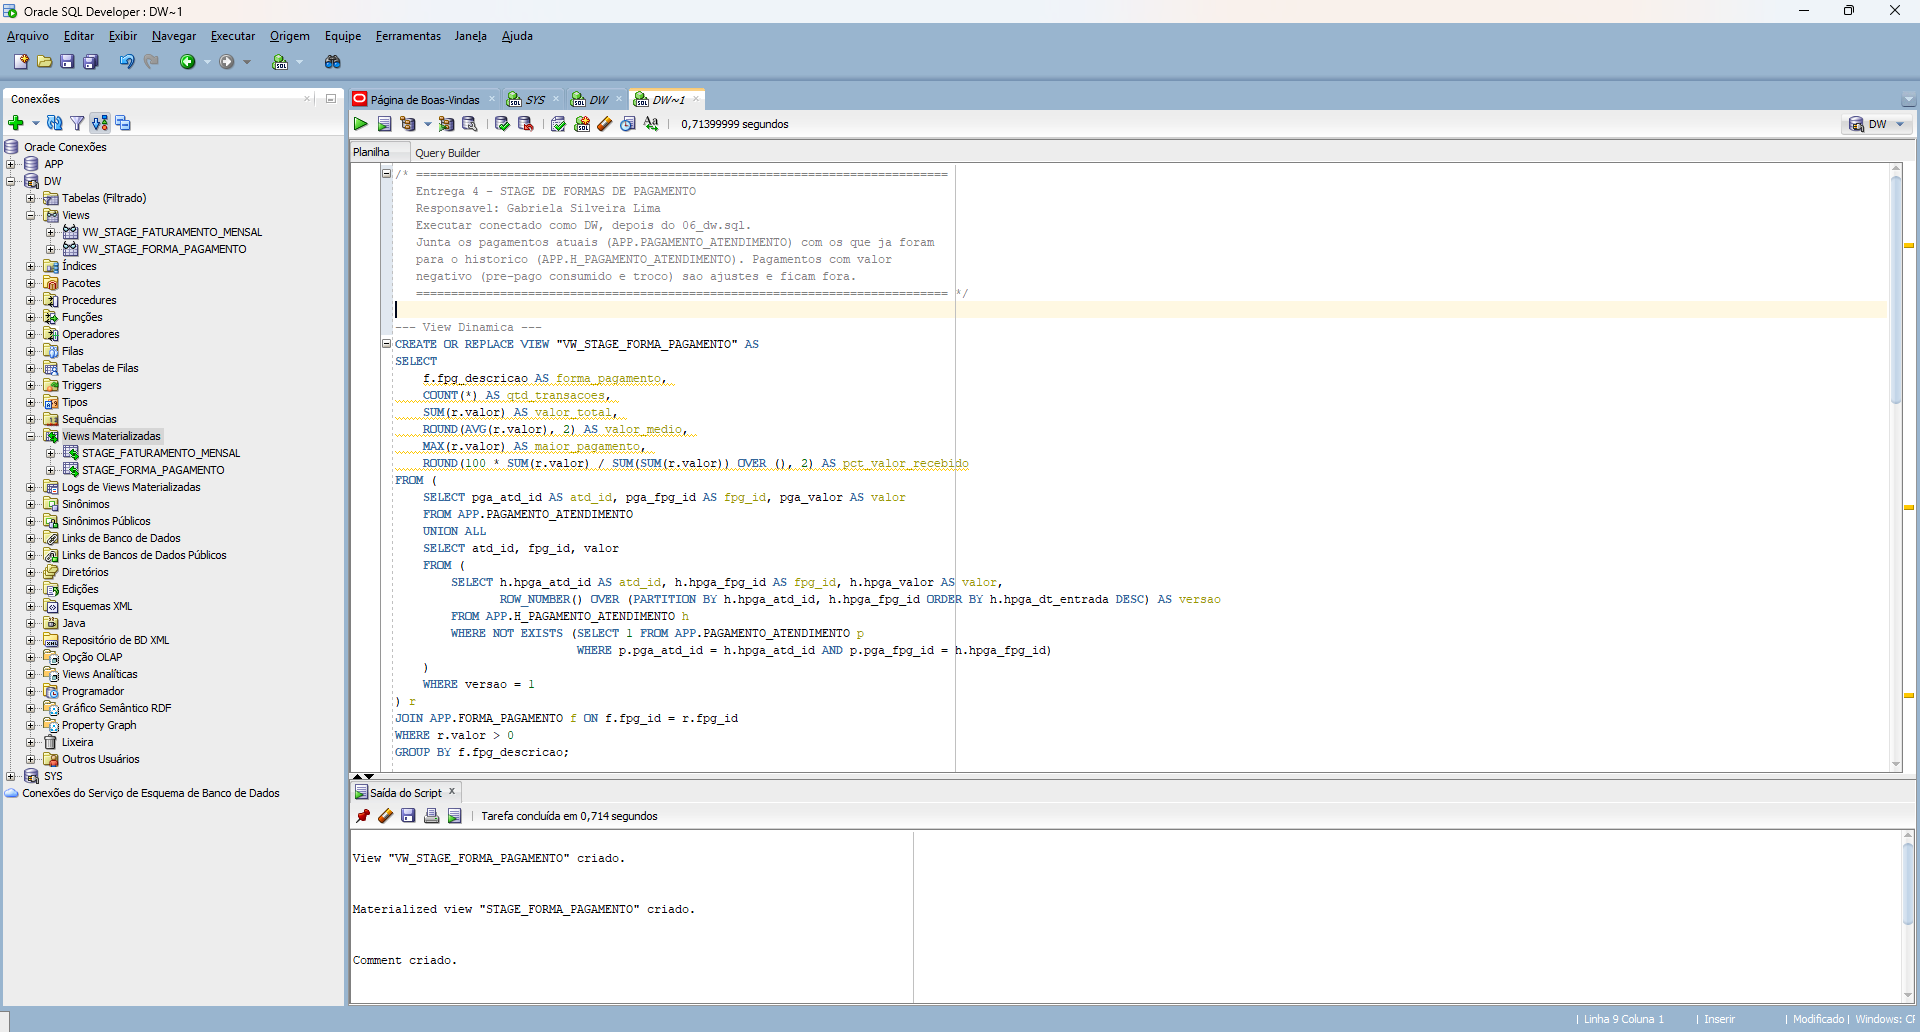 Oracle SQL Developer : DW~1
Arquivo Editar Exibir Navegar Executar Origem Equipe Ferramentas Janela Ajuda
Conexões
Oracle Conexões
APP
DW
Tabelas (Filtrado)
Views
VW_STAGE_FATURAMENTO_MENSAL
VW_STAGE_FORMA_PAGAMENTO
Índices
Pacotes
Procedures
Funções
Operadores
Filas
Tabelas de Filas
Triggers
Tipos
Sequências
Views Materializadas
STAGE_FATURAMENTO_MENSAL
STAGE_FORMA_PAGAMENTO
Logs de Views Materializadas
Sinônimos
Sinônimos Públicos
Links de Banco de Dados
Links de Bancos de Dados Públicos
Diretórios
Edições
Esquemas XML
Java
Repositório de BD XML
Opção OLAP
Views Analíticas
Programador
Gráfico Semântico RDF
Property Graph
Lixeira
Outros Usuários
SYS
Conexões do Serviço de Esquema de Banco de Dados
Página de Boas-Vindas SYS DW DW~1
0,71399999 segundos
DW
Planilha Query Builder
/* ============================================================================
Entrega 4 - STAGE DE FORMAS DE PAGAMENTO
Responsavel: Gabriela Silveira Lima
Executar conectado como DW, depois do 06_dw.sql.
Junta os pagamentos atuais (APP.PAGAMENTO_ATENDIMENTO) com os que ja foram
para o historico (APP.H_PAGAMENTO_ATENDIMENTO). Pagamentos com valor
negativo (pre-pago consumido e troco) sao ajustes e ficam fora.
============================================================================ */
--- View Dinamica ---
CREATE OR REPLACE VIEW "VW_STAGE_FORMA_PAGAMENTO" AS
SELECT
f.fpg_descricao AS forma_pagamento,
COUNT(*) AS qtd_transacoes,
SUM(r.valor) AS valor_total,
ROUND(AVG(r.valor), 2) AS valor_medio,
MAX(r.valor) AS maior_pagamento,
ROUND(100 * SUM(r.valor) / SUM(SUM(r.valor)) OVER (), 2) AS pct_valor_recebido
FROM (
SELECT pga_atd_id AS atd_id, pga_fpg_id AS fpg_id, pga_valor AS valor
FROM APP.PAGAMENTO_ATENDIMENTO
UNION ALL
SELECT atd_id, fpg_id, valor
FROM (
SELECT h.hpga_atd_id AS atd_id, h.hpga_fpg_id AS fpg_id, h.hpga_valor AS valor,
ROW_NUMBER() OVER (PARTITION BY h.hpga_atd_id, h.hpga_fpg_id ORDER BY h.hpga_dt_entrada DESC) AS versao
FROM APP.H_PAGAMENTO_ATENDIMENTO h
WHERE NOT EXISTS (SELECT 1 FROM APP.PAGAMENTO_ATENDIMENTO p
WHERE p.pga_atd_id = h.hpga_atd_id AND p.pga_fpg_id = h.hpga_fpg_id)
)
WHERE versao = 1
) r
JOIN APP.FORMA_PAGAMENTO f ON f.fpg_id = r.fpg_id
WHERE r.valor > 0
GROUP BY f.fpg_descricao;
Saída do Script
Tarefa concluída em 0,714 segundos
View "VW_STAGE_FORMA_PAGAMENTO" criado.
Materialized view "STAGE_FORMA_PAGAMENTO" criado.
Comment criado.
Linha 9 Coluna 1 | Inserir | Modificado | Windows: CF